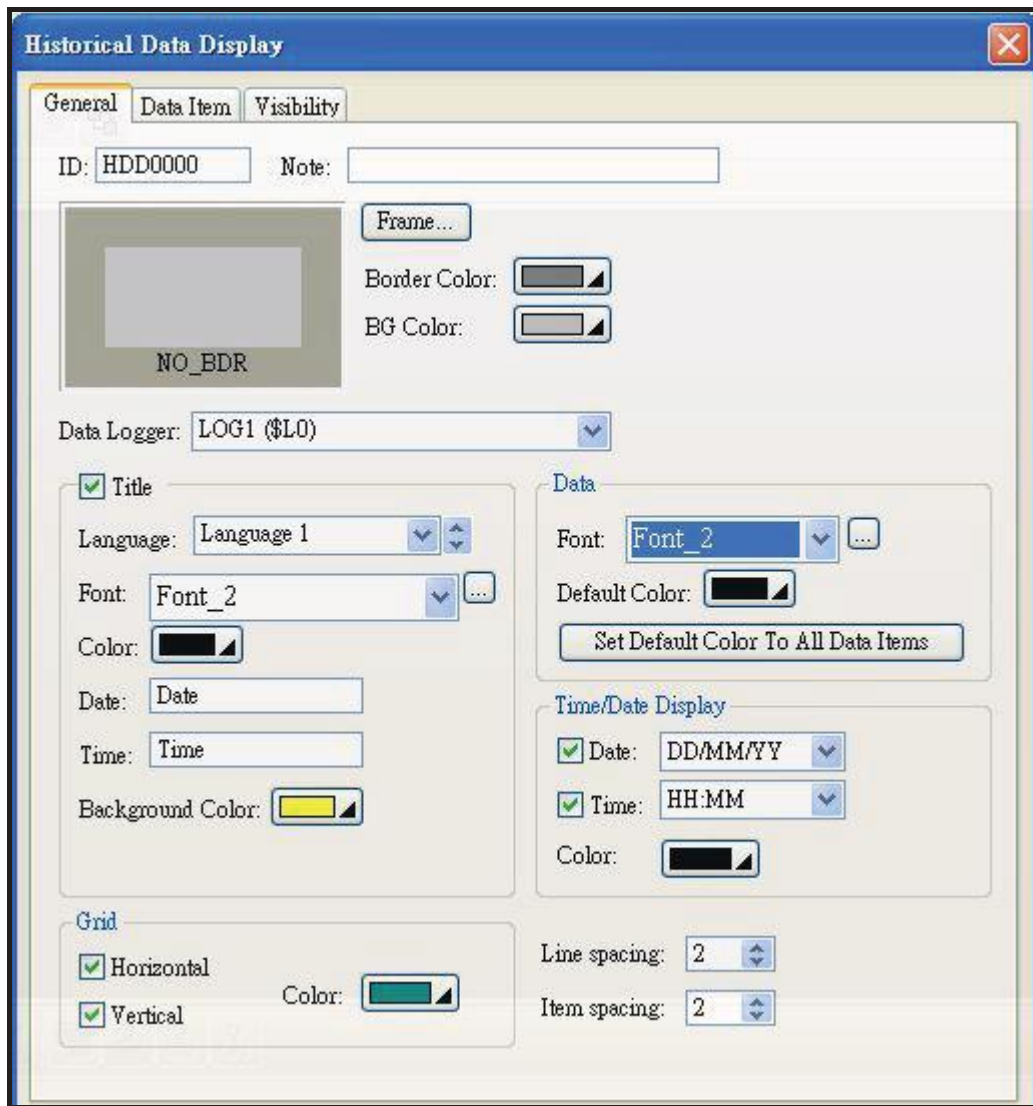 Historical Data Display
General Data Item Visibility
ID: HDD0000 Note:
Frame...
Border Color:
BG Color:
NO_BDR
Data Logger: LOG1 ($L0)
Title
Language: Language 1
Font: Font_2 ...
Color:
Date: Date
Time: Time
Background Color:
Data
Font: Font_2 ...
Default Color:
Set Default Color To All Data Items
Time/Date Display
Date: DD/MM/YY
Time: HH:MM
Color:
Grid
Horizontal
Vertical
Color:
Line spacing: 2
Item spacing: 2